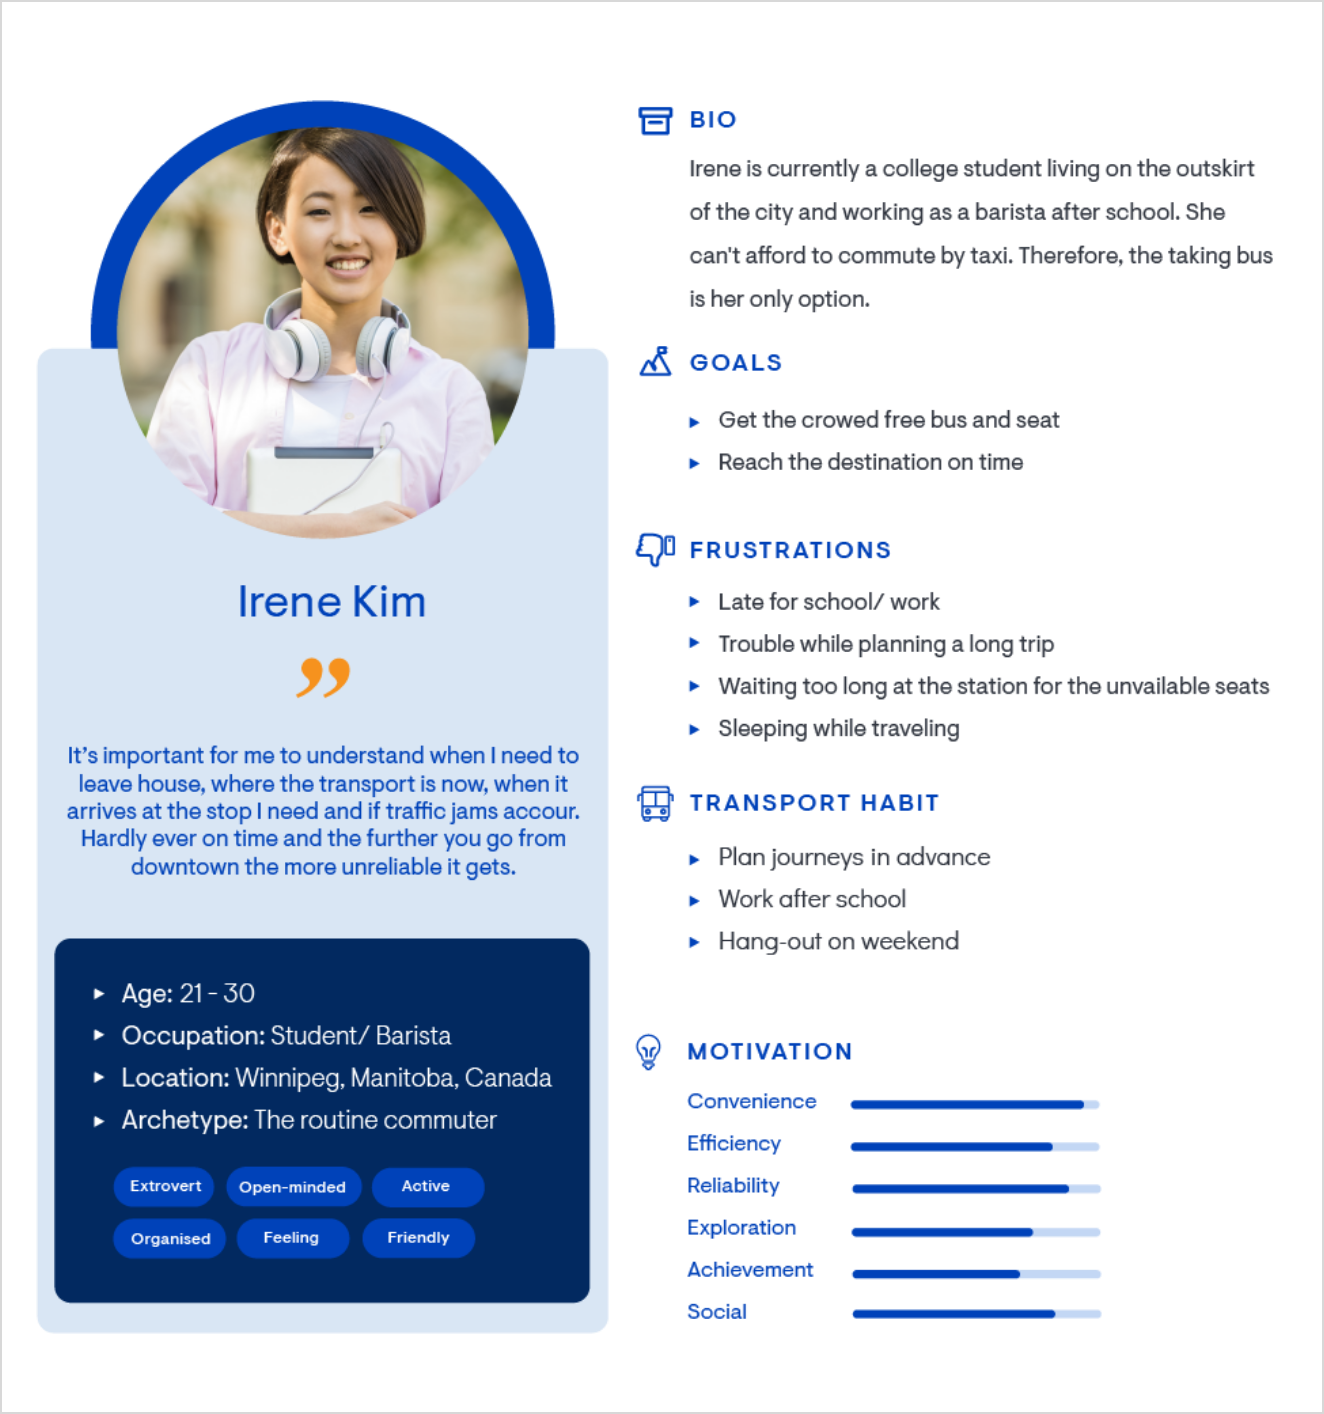 Irene Kim
”
It’s important for me to understand when I need to
leave house, where the transport is now, when it
arrives at the stop I need and if traffic jams accour.
Hardly ever on time and the further you go from
downtown the more unreliable it gets.
Age: 21 - 30
Occupation: Student/ Barista
Location: Winnipeg, Manitoba, Canada
Archetype: The routine commuter
Extrovert Open-minded Active
Organised Feeling Friendly
BIO
Irene is currently a college student living on the outskirt
of the city and working as a barista after school. She
can't afford to commute by taxi. Therefore, the taking bus
is her only option.
GOALS
Get the crowed free bus and seat
Reach the destination on time
FRUSTRATIONS
Late for school/ work
Trouble while planning a long trip
Waiting too long at the station for the unvailable seats
Sleeping while traveling
TRANSPORT HABIT
Plan journeys in advance
Work after school
Hang-out on weekend
MOTIVATION
Convenience
Efficiency
Reliability
Exploration
Achievement
Social